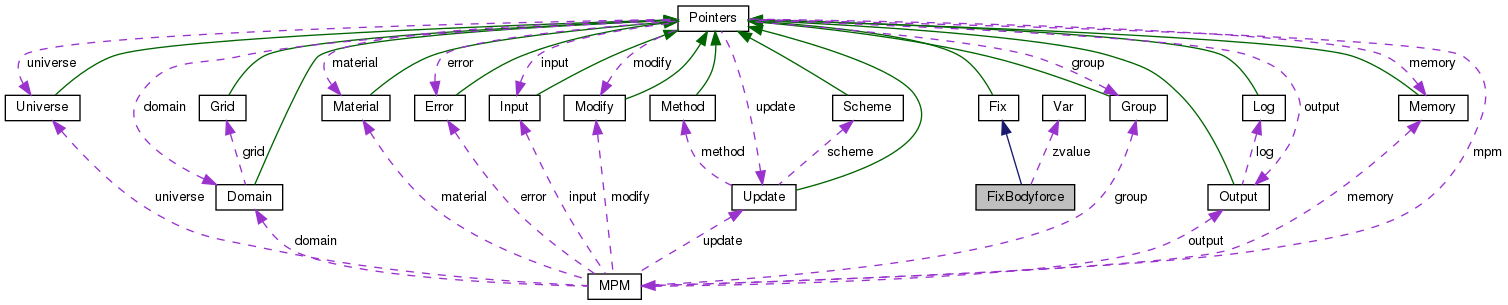 Pointers
universe
material
error
input
modify
group
memory
domain
update
output
mpm
Universe
Grid
Material
Error
Input
Modify
Method
Scheme
Fix
Var
Group
Log
Memory
grid
method
scheme
zvalue
log
Domain
Update
FixBodyforce
Output
universe
material
error
input
modify
group
memory
domain
update
output
MPM